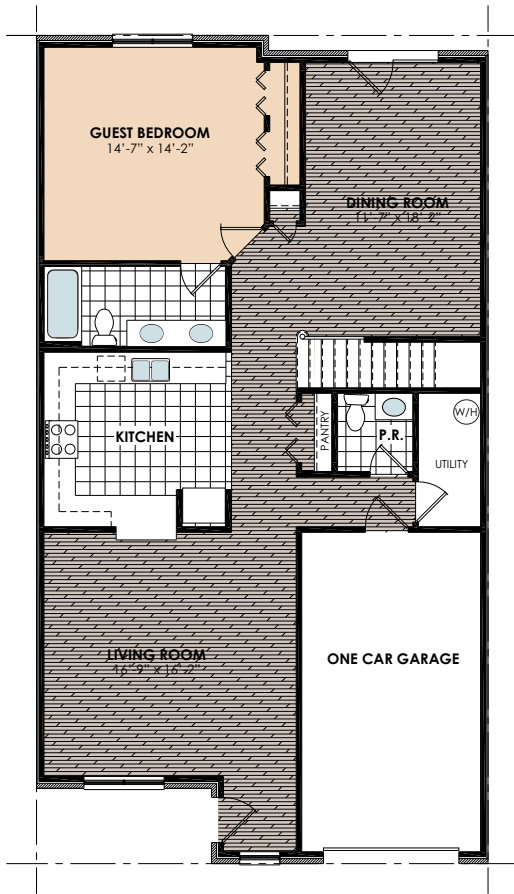 GUEST BEDROOM
14'-7" x 14'-2"
DINING ROOM
11'-7" x 18'-2"
KITCHEN
PANTRY
P.R.
W/H
UTILITY
LIVING ROOM
16'-9" x 16'-2"
ONE CAR GARAGE